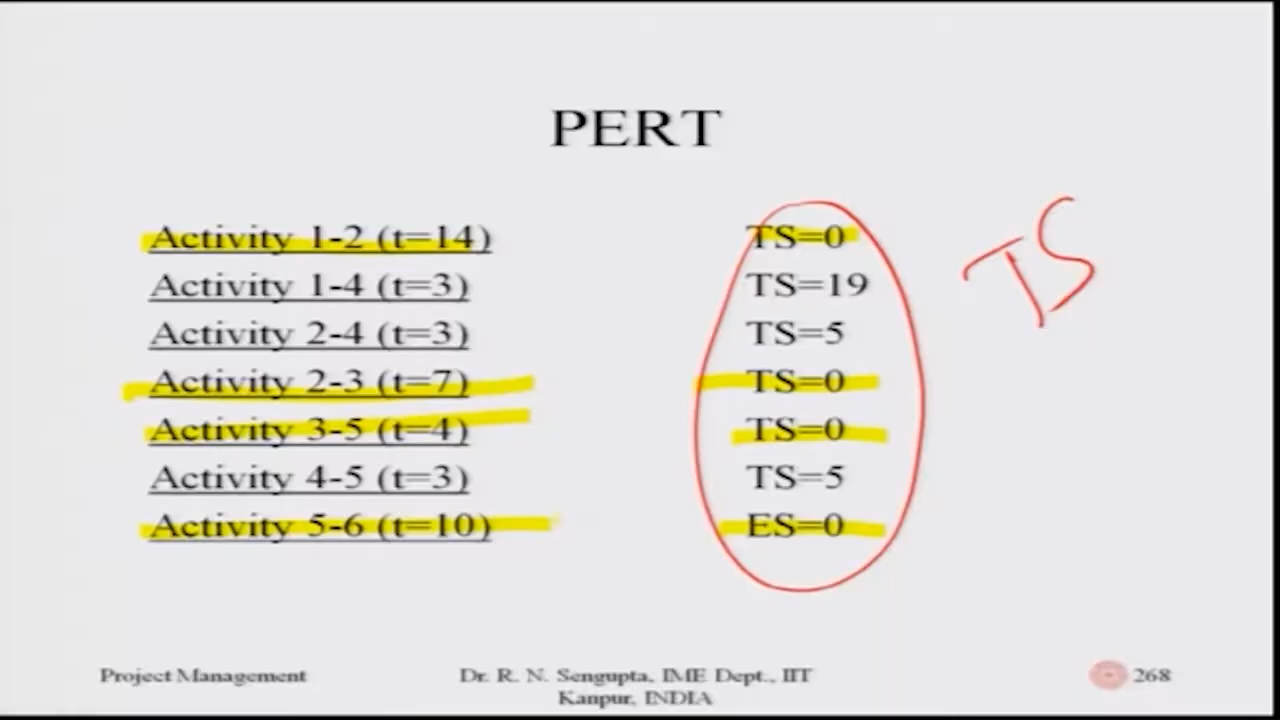 PERT
Activity 1-2 (t=14) TS=0
Activity 1-4 (t=3) TS=19
Activity 2-4 (t=3) TS=5
Activity 2-3 (t=7) TS=0
Activity 3-5 (t=4) TS=0
Activity 4-5 (t=3) TS=5
Activity 5-6 (t=10) ES=0
TS
Project Management Dr. R. N. Sengupta, IME Dept., IIT 268
Kanpur, INDIA